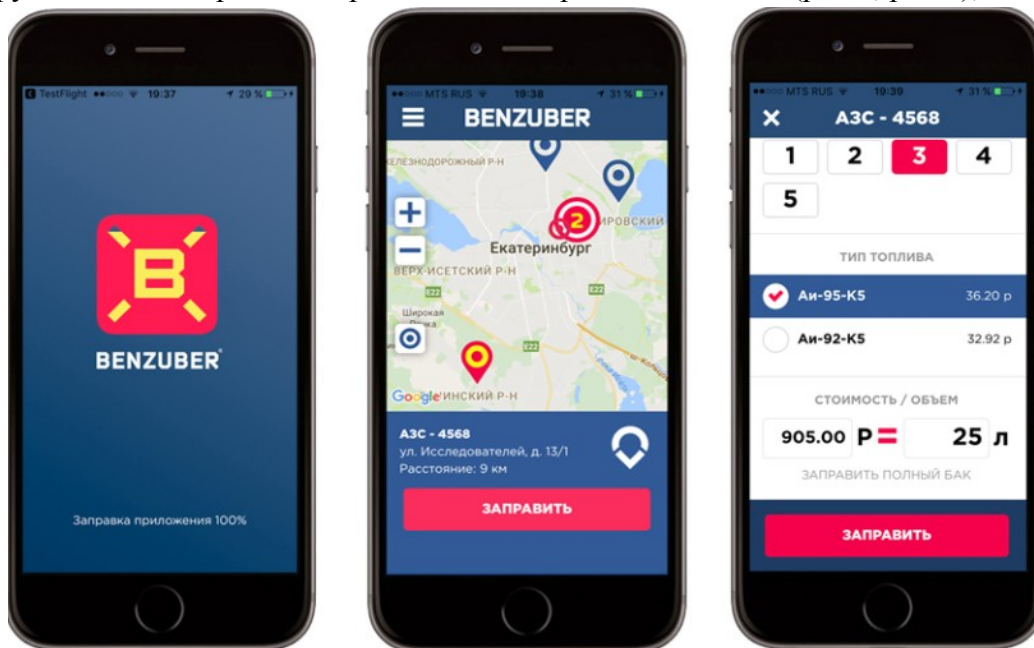 TestFlight 19:37 29 %
BENZUBER
Заправка приложения 100%
MTS RUS 19:38 31 %
BENZUBER
ЖЕЛЕЗНОДОРОЖНЫЙ Р-Н
2
ИРОВСКИЙ
+
−
Екатеринбург
ВЕРХ-ИСЕТСКИЙ Р-Н
E22
E22
Широкая
E22
Google
ИНСКИЙ Р-Н
АЗС - 4568
ул. Исследователей, д. 13/1
Расстояние: 9 км
ЗАПРАВИТЬ
MTS RUS 19:39 31 %
× АЗС - 4568
1 2 3 4
5
ТИП ТОПЛИВА
Аи-95-К5 36.20 р
Аи-92-К5 32.92 р
СТОИМОСТЬ / ОБЪЕМ
905.00 Р = 25 л
ЗАПРАВИТЬ ПОЛНЫЙ БАК
ЗАПРАВИТЬ